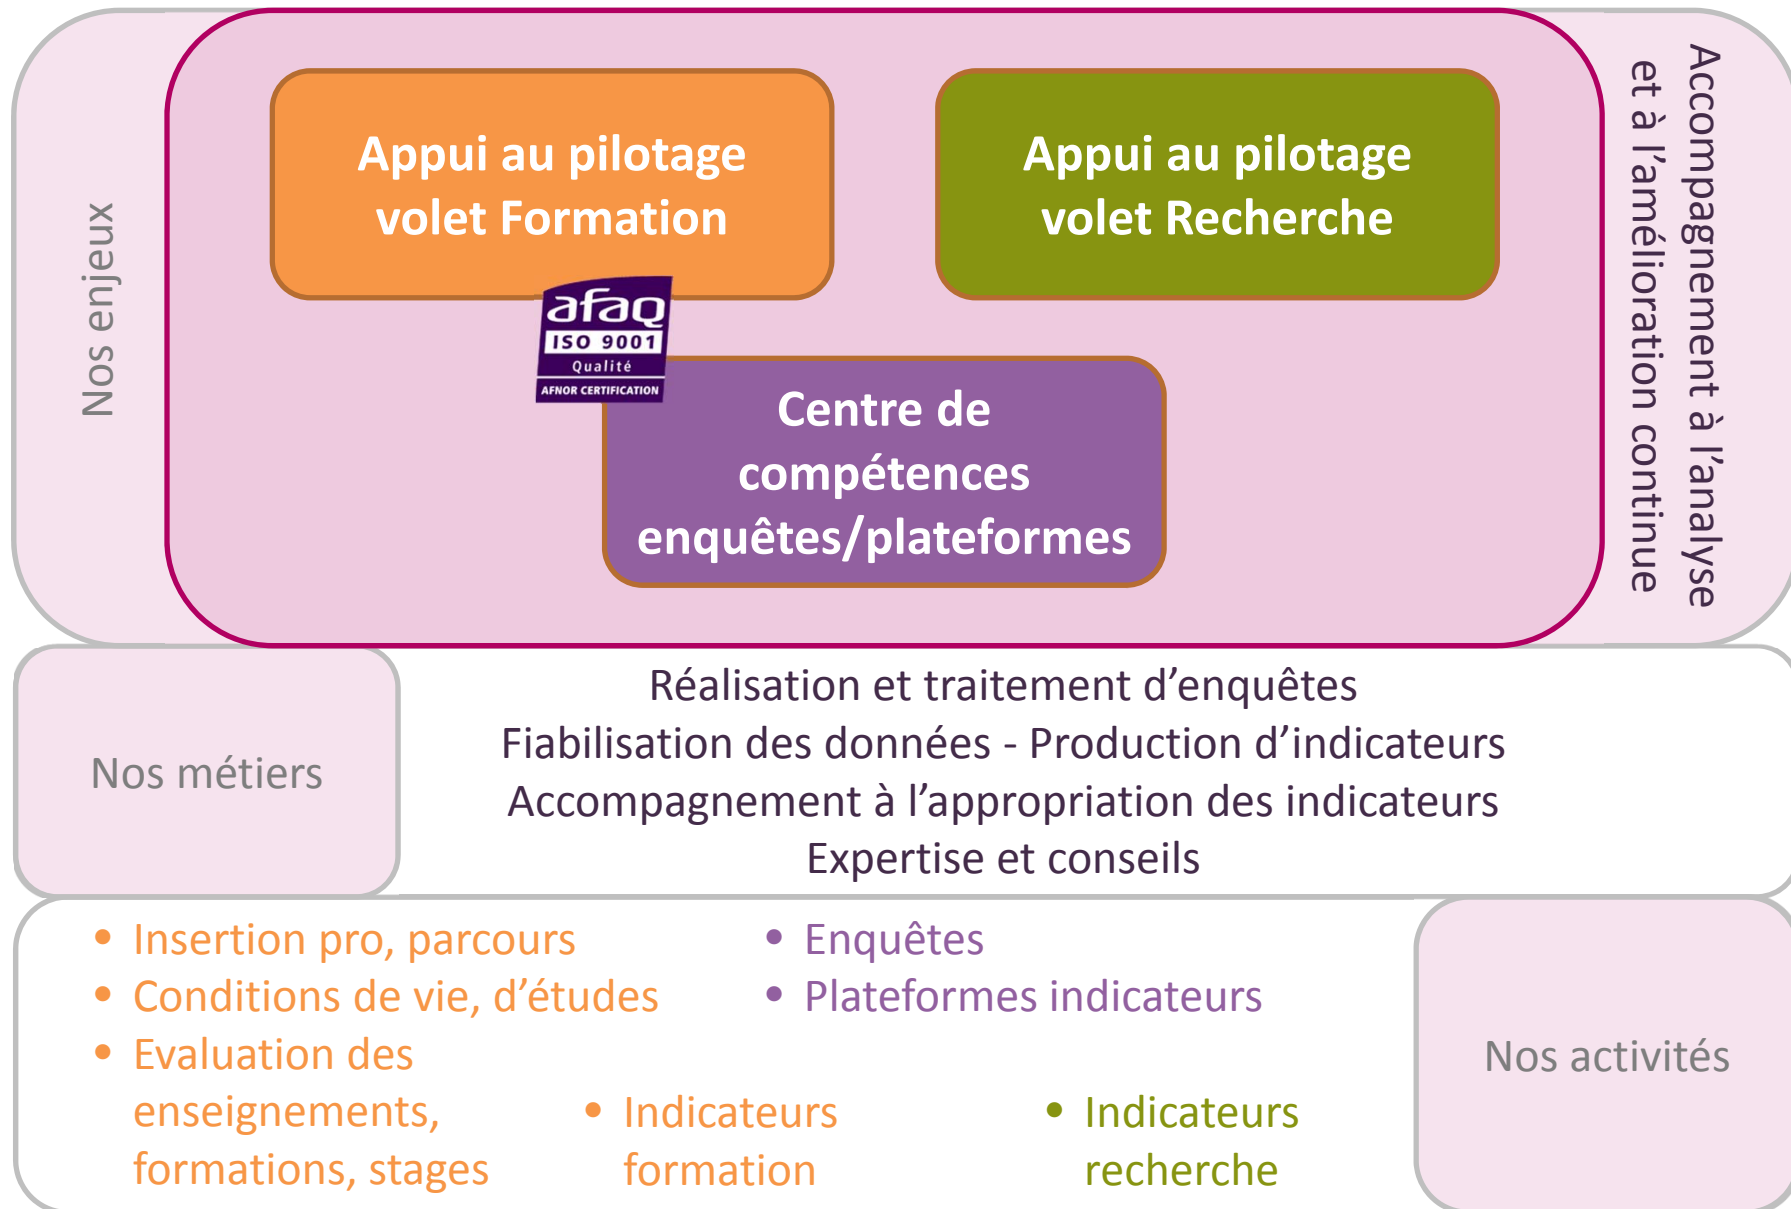 Nos enjeux
Appui au pilotage
volet Formation
Appui au pilotage
volet Recherche
afaq
ISO 9001
Qualité
AFNOR CERTIFICATION
Centre de
compétences
enquêtes/plateformes
Accompagnement à l’analyse
et à l’amélioration continue
Nos métiers
Réalisation et traitement d’enquêtes
Fiabilisation des données - Production d’indicateurs
Accompagnement à l’appropriation des indicateurs
Expertise et conseils
• Insertion pro, parcours
• Conditions de vie, d’études
• Evaluation des
enseignements,
formations, stages
• Indicateurs
formation
• Enquêtes
• Plateformes indicateurs
• Indicateurs
recherche
Nos activités